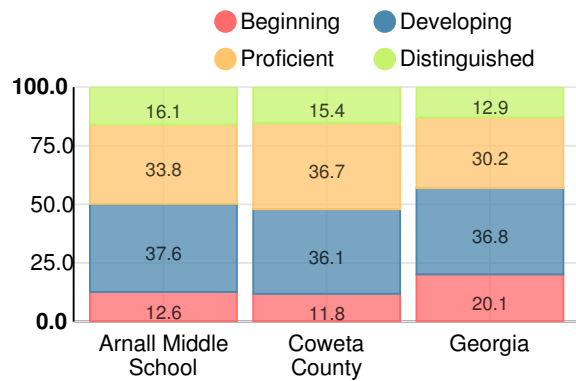 Beginning Developing
Proficient Distinguished
100.0
75.0
50.0
25.0
0.0
16.1 15.4 12.9
33.8 36.7 30.2
37.6 36.1 36.8
12.6 11.8 20.1
Arnall Middle School
Coweta County
Georgia